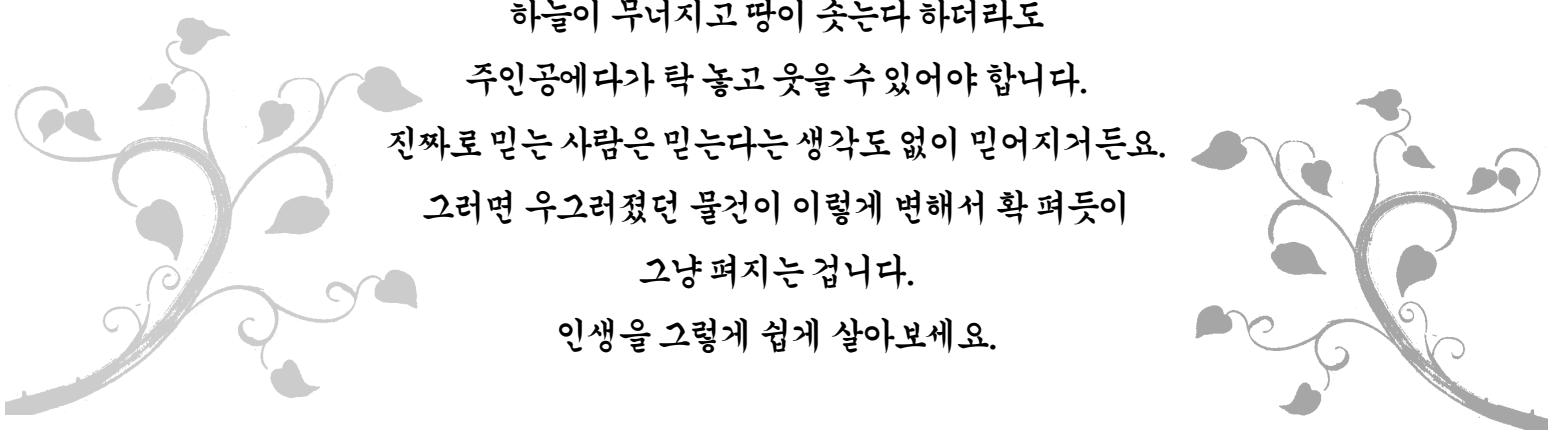 하늘이 무너지고 땅이 솟는다 하더라도
주인공에다가 탁 놓고 웃을 수 있어야 합니다.
진짜로 믿는 사람은 믿는다는 생각도 없이 믿어지거든요.
그러면 우그러졌던 물건이 이렇게 변해서 확 펴듯이
그냥 펴지는 겁니다.
인생을 그렇게 쉽게 살아보세요.